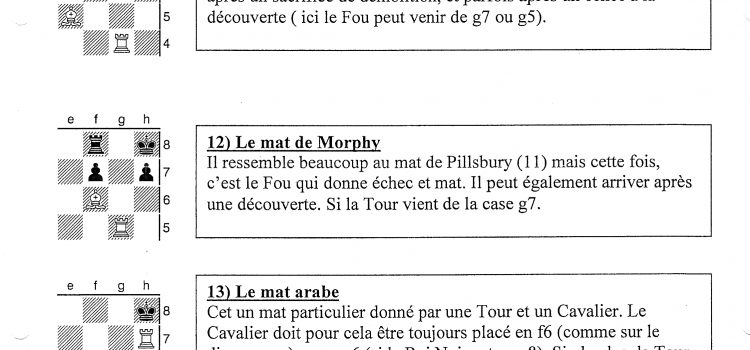 découverte ( ici le Fou peut venir de g7 ou g5).
5
4
e f g h
8
7
6
5
12) Le mat de Morphy
Il ressemble beaucoup au mat de Pillsbury (11) mais cette fois,
c’est le Fou qui donne échec et mat. Il peut également arriver après
une découverte. Si la Tour vient de la case g7.
e f g h
8
7
13) Le mat arabe
Cet un mat particulier donné par une Tour et un Cavalier. Le
Cavalier doit pour cela être toujours placé en f6 (comme sur le